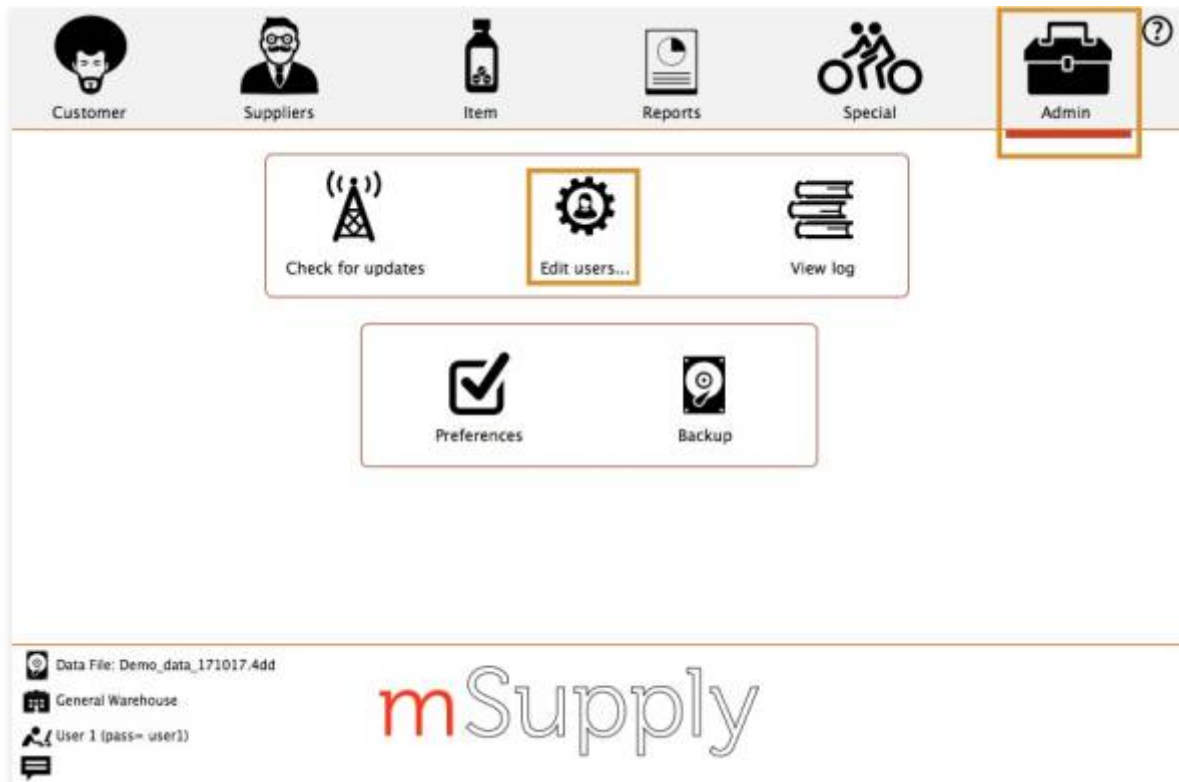 ?
Customer Suppliers Item Reports Special Admin
Check for updates Edit users... View log
Preferences Backup
Data File: Demo_data_171017.4dd
General Warehouse
User 1 (pass= user1)
mSupply